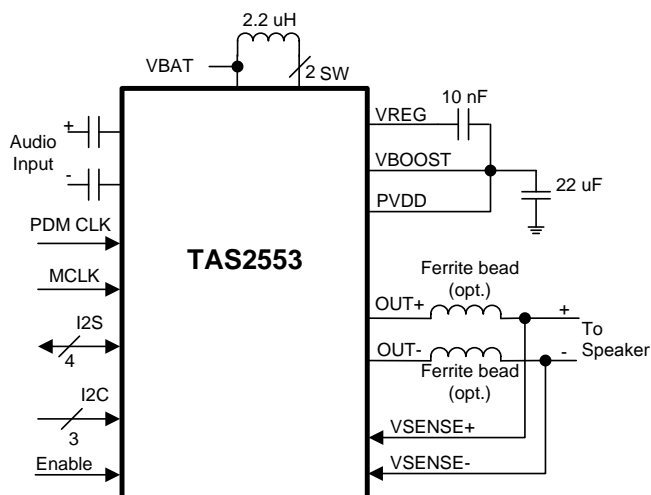 2.2 uH
VBAT
2 SW
10 nF
VREG
+
Audio
Input
-
VBOOST
22 uF
PVDD
PDM CLK
TAS2553
MCLK
Ferrite bead
(opt.)
OUT+
+
To
Speaker
I2S
4
OUT-
-
Ferrite bead
(opt.)
I2C
3
VSENSE+
Enable
VSENSE-